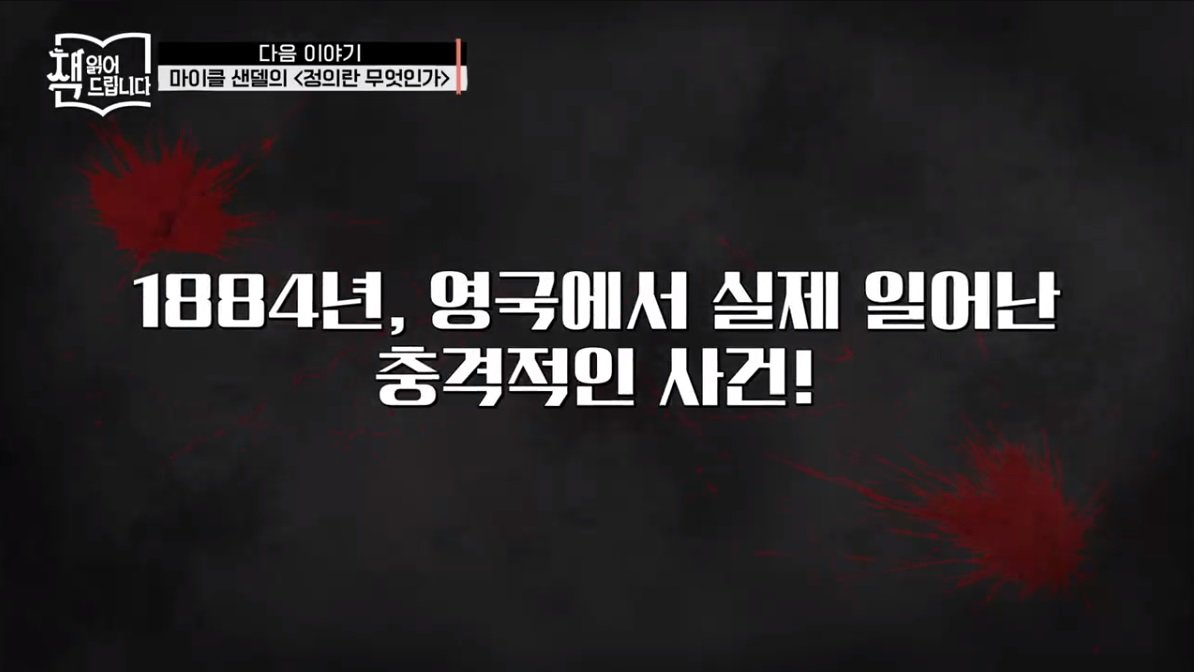 책 읽어
드립니다
다음 이야기
마이클 샌델의 <정의란 무엇인가>
1884년, 영국에서 실제 일어난
충격적인 사건!